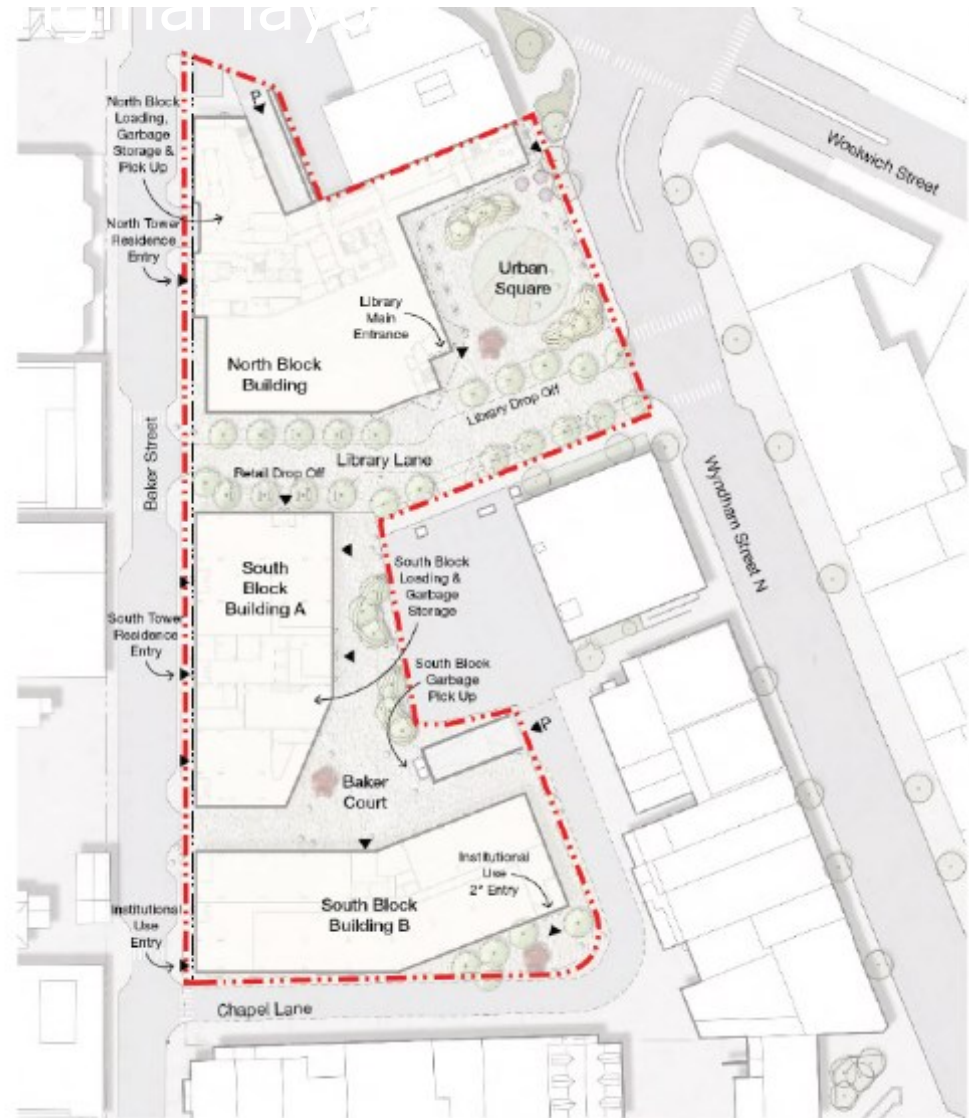 North Block
Loading,
Garbage
Storage &
Pick Up
P
North Tower
Residence
Entry
Woolwich Street
Urban
Square
Library
Main
Entrance
North Block
Building
Library Drop Off
Baker Street
Library Lane
Retail Drop Off
Wyndham Street N
South
Block
Building A
South Block
Loading &
Garbage
Storage
South Tower
Residence
Entry
South Block
Garbage
Pick Up
P
Baker
Court
Institutional
Use
2° Entry
South Block
Building B
Institutional
Use
Entry
Chapel Lane